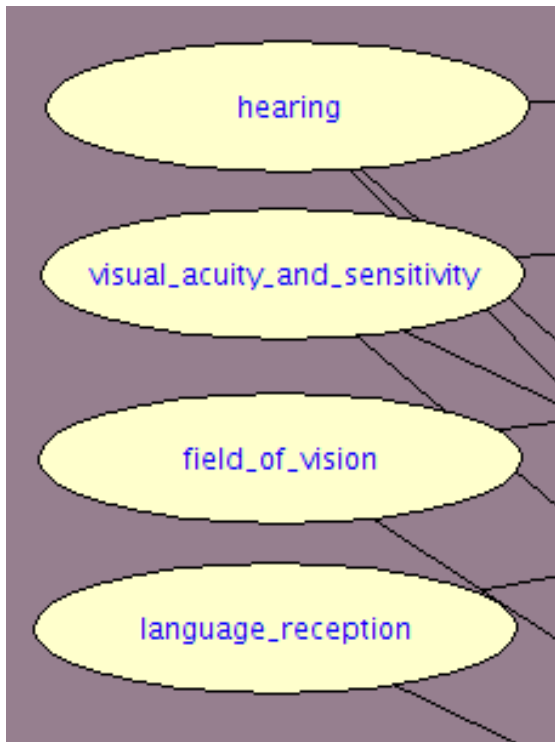 hearing
visual_acuity_and_sensitivity
field_of_vision
language_reception